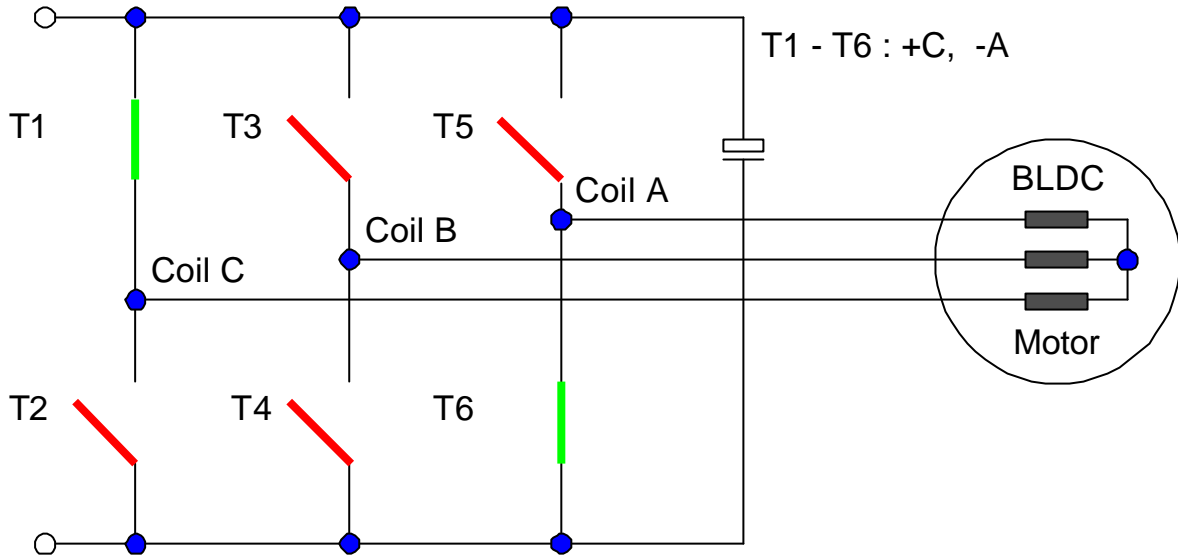 T1 - T6 : +C, -A
T1
T3
T5
BLDC
Coil A
Coil B
Coil C
Motor
T2
T4
T6